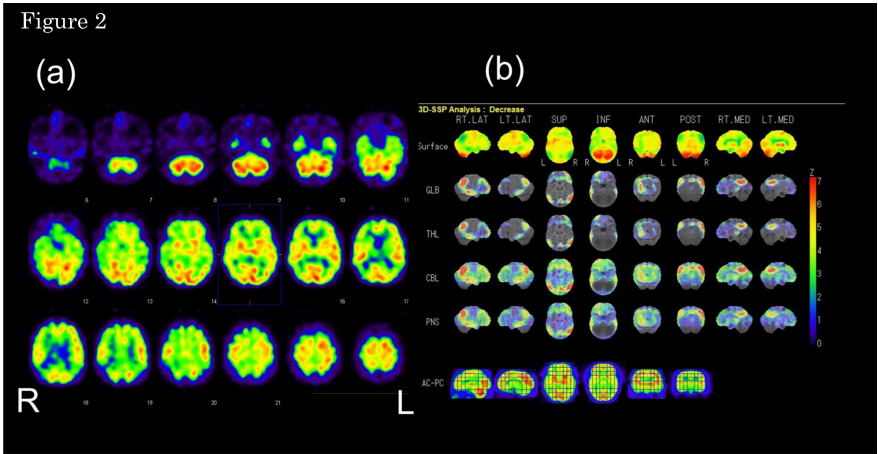 Figure 2
(a)
(b)
3D-SSP Analysis : Decrease
RT.LAT LT.LAT SUP INF ANT POST RT.MED LT.MED
Surface
L R R L R L L R
GLB
THL
CBL
PNS
AC-PC
Z
7
6
5
4
3
2
1
0
6 7 8 9 10 11
12 13 14 16
18 19 20 21
R
L